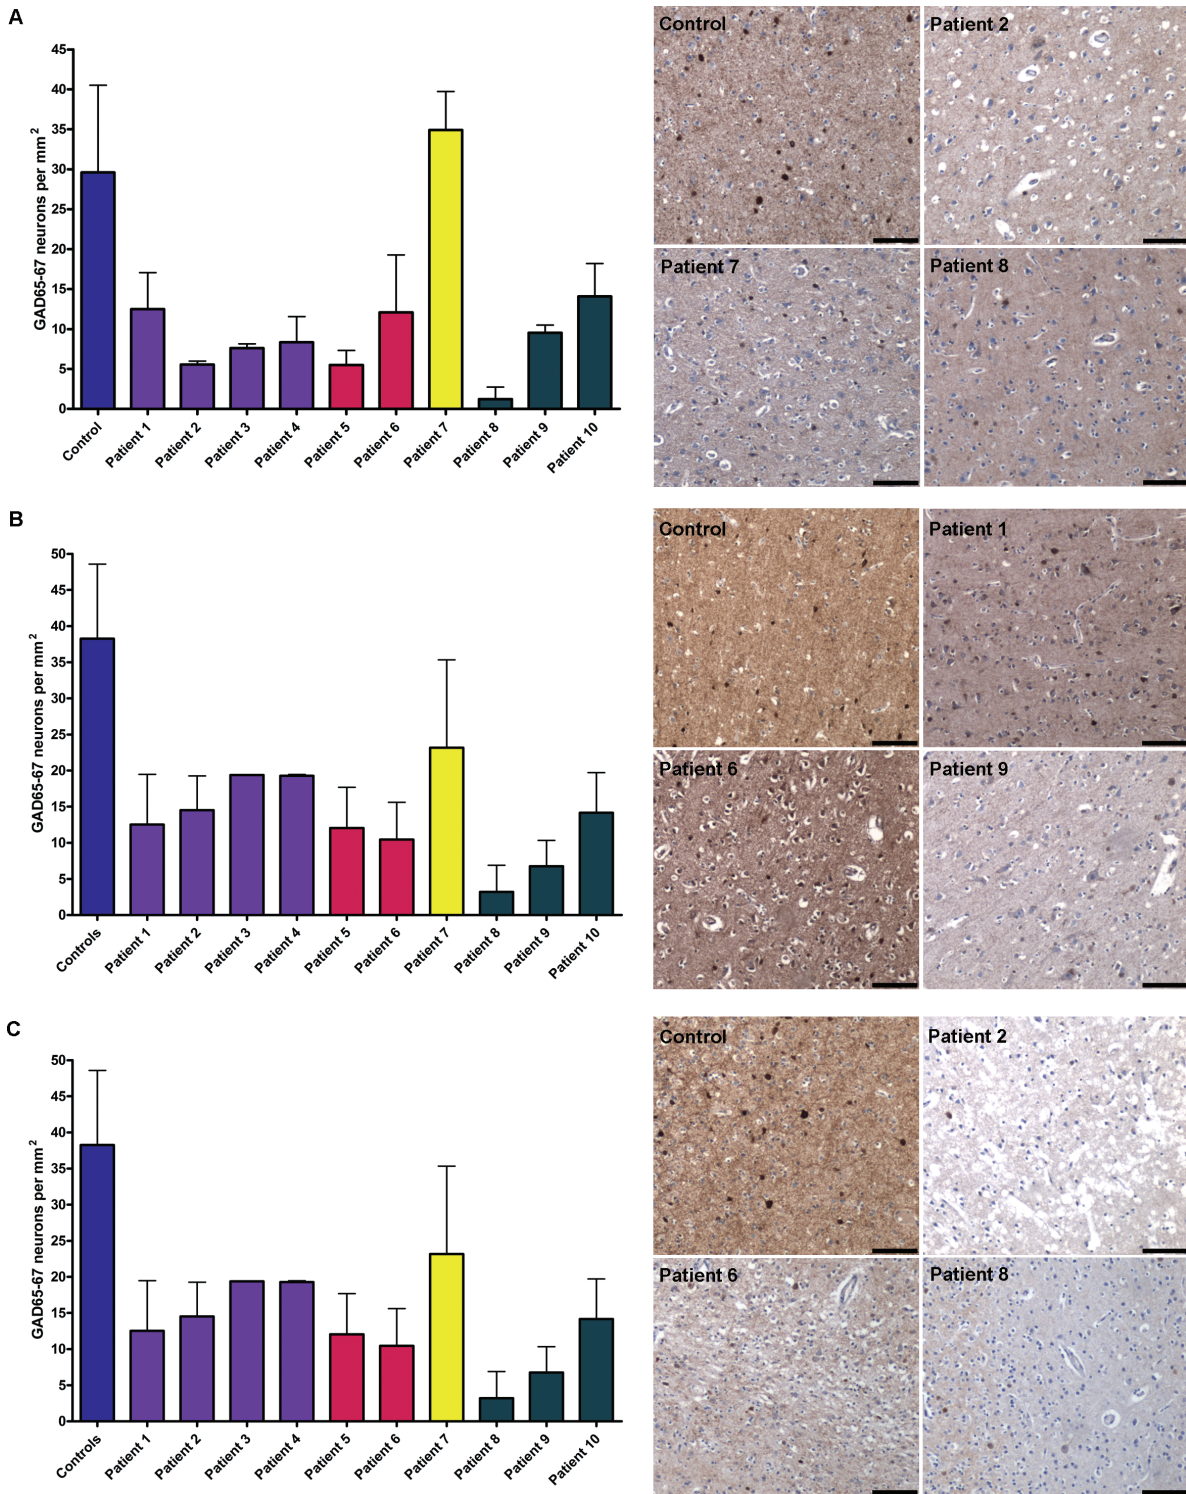 A
GAD65-67 neurons per mm2
45
40
35
30
25
20
15
10
5
0
Control
Patient 1
Patient 2
Patient 3
Patient 4
Patient 5
Patient 6
Patient 7
Patient 8
Patient 9
Patient 10
Control
Patient 2
Patient 7
Patient 8
B
GAD65-67 neurons per mm2
50
45
40
35
30
25
20
15
10
5
0
Controls
Patient 1
Patient 2
Patient 3
Patient 4
Patient 5
Patient 6
Patient 7
Patient 8
Patient 9
Patient 10
Control
Patient 1
Patient 6
Patient 9
C
GAD65-67 neurons per mm2
50
45
40
35
30
25
20
15
10
5
0
Controls
Patient 1
Patient 2
Patient 3
Patient 4
Patient 5
Patient 6
Patient 7
Patient 8
Patient 9
Patient 10
Control
Patient 2
Patient 6
Patient 8